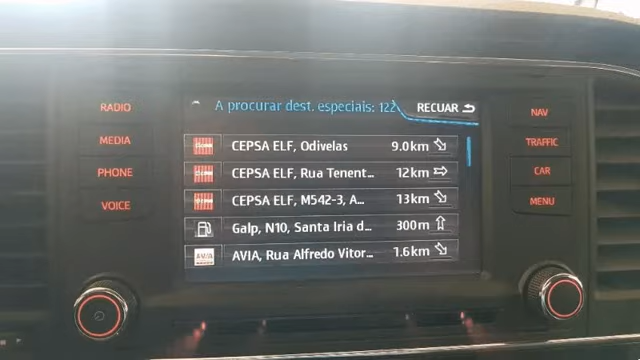 A procurar dest. especiais: 122
RECUAR
RADIO
MEDIA
PHONE
VOICE
CEPSA ELF, Odivelas 9.0km
CEPSA ELF, Rua Tenent... 12km
CEPSA ELF, M542-3, A... 13km
Galp, N10, Santa Iria d... 300m
AVIA
AVIA, Rua Alfredo Vitor... 1.6km
NAV
TRAFFIC
CAR
MENU